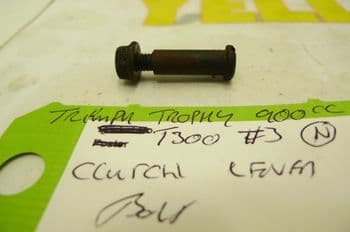 TRIUMPH TROPHY 900cc
T300 #3 N
CLUTCH LEVER
Bolt